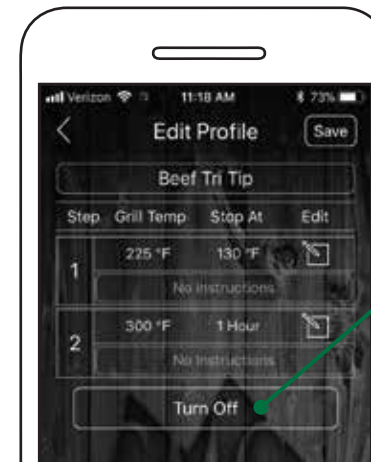 Verizon 11:18 AM 73%
Edit Profile Save
Beef Tri Tip
Step Grill Temp Stop At Edit
1 225 °F 130 °F
No Instructions
2 300 °F 1 Hour
No Instructions
Turn Off